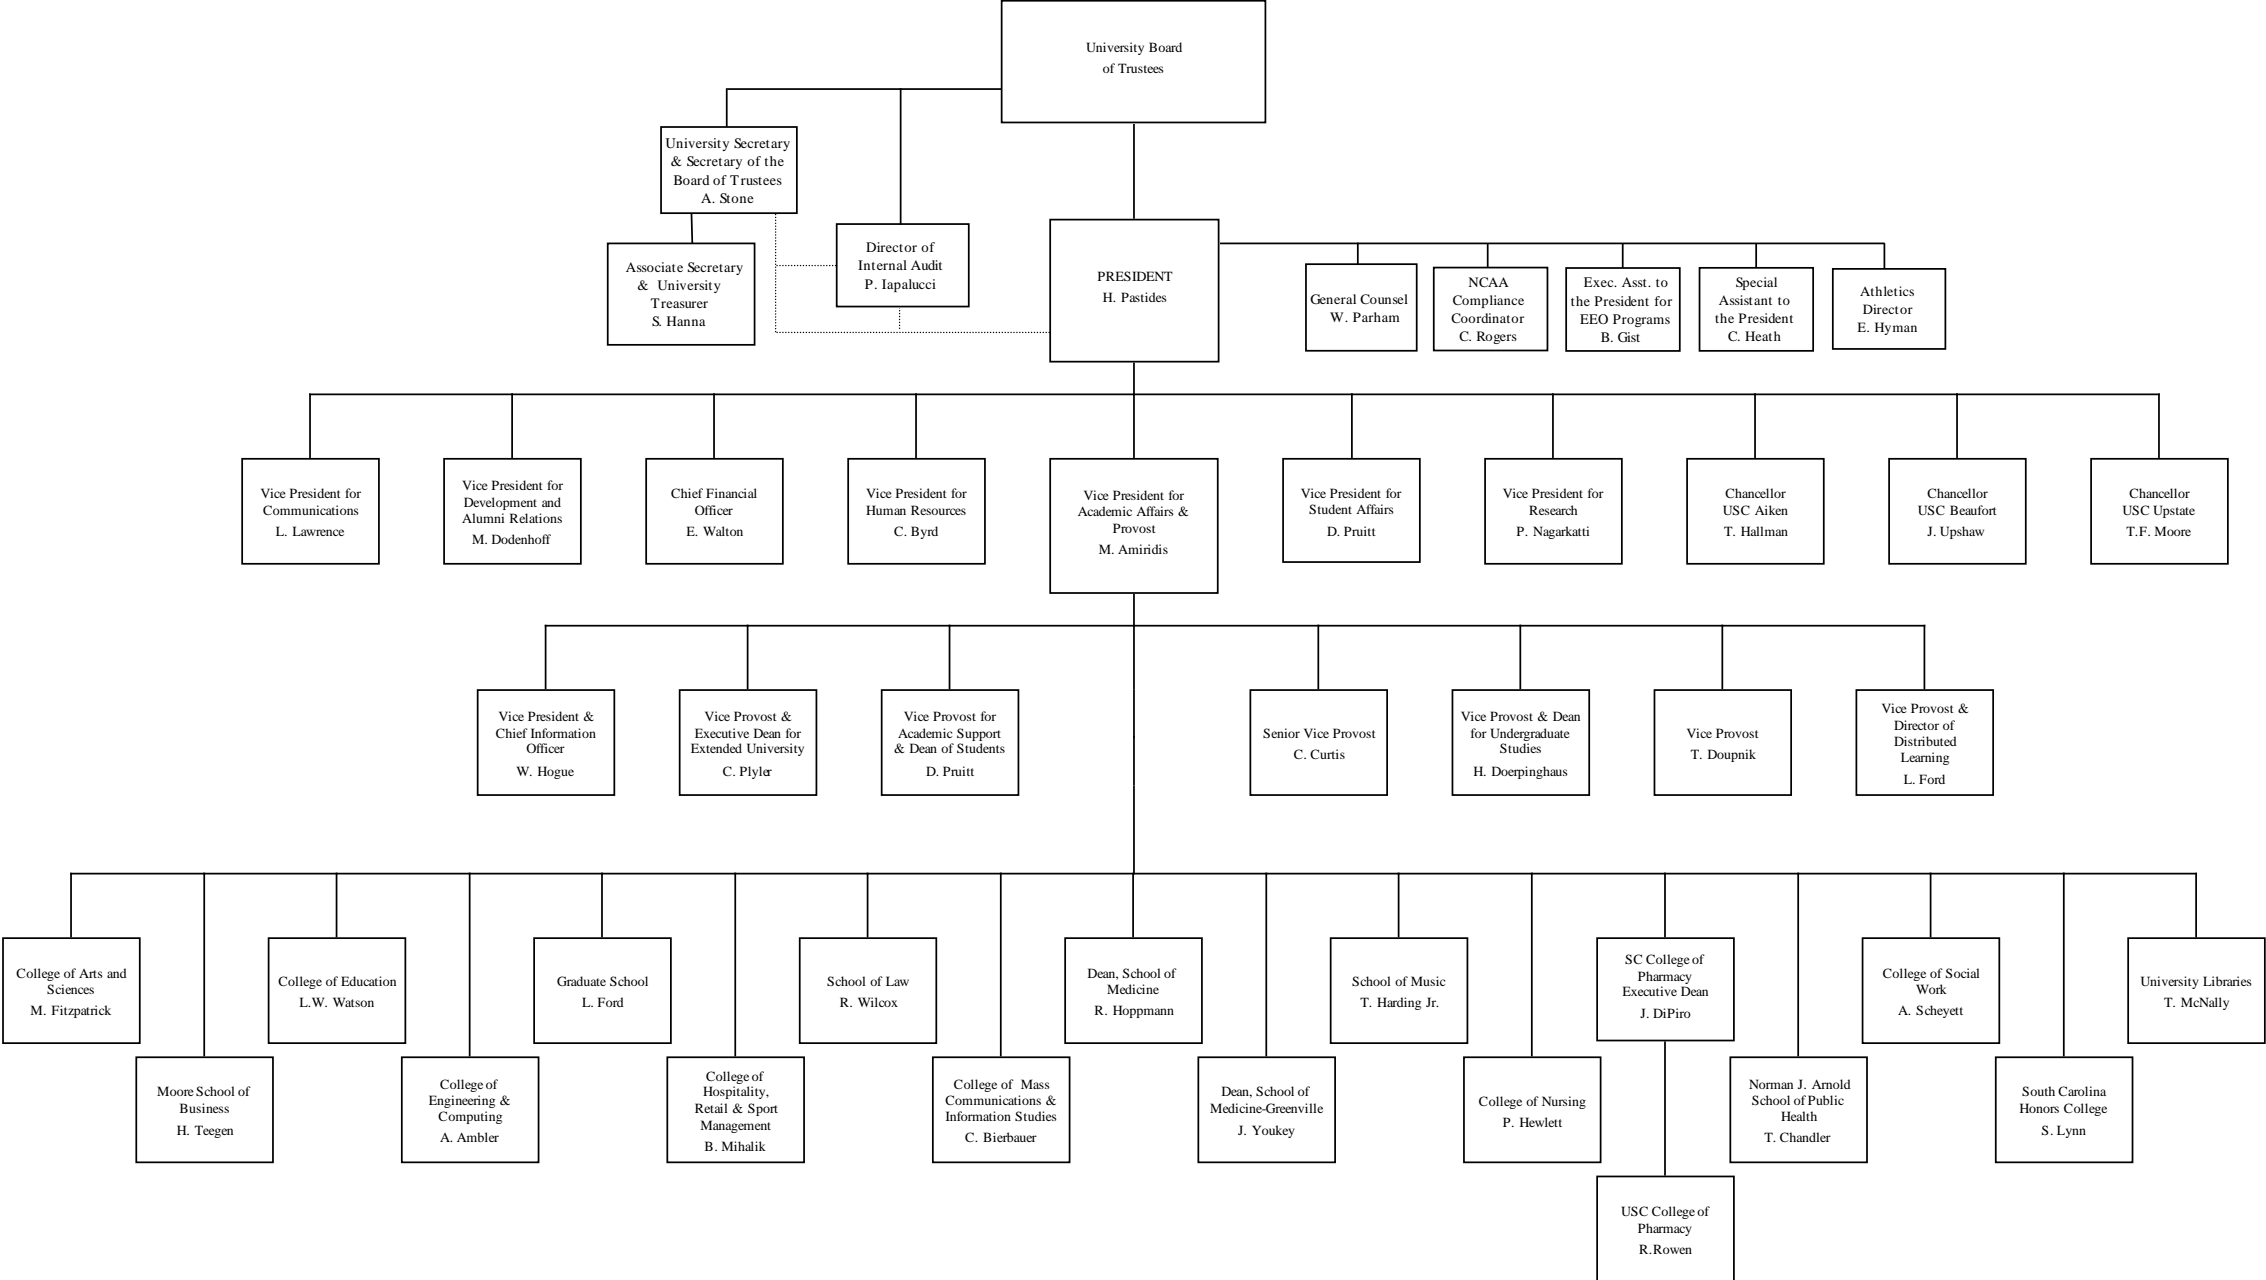 University Board
of Trustees
University Secretary
& Secretary of the
Board of Trustees
A. Stone
Associate Secretary
& University
Treasurer
S. Hanna
Director of
Internal Audit
P. Iapalucci
PRESIDENT
H. Pastides
General Counsel
W. Parham
NCAA
Compliance
Coordinator
C. Rogers
Exec. Asst. to
the President for
EEO Programs
B. Gist
Special
Assistant to
the President
C. Heath
Athletics
Director
E. Hyman
Vice President for
Communications
L. Lawrence
Vice President for
Development and
Alumni Relations
M. Dodenhoff
Chief Financial
Officer
E. Walton
Vice President for
Human Resources
C. Byrd
Vice President for
Academic Affairs &
Provost
M. Amiridis
Vice President for
Student Affairs
D. Pruitt
Vice President for
Research
P. Nagarkatti
Chancellor
USC Aiken
T. Hallman
Chancellor
USC Beaufort
J. Upshaw
Chancellor
USC Upstate
T.F. Moore
Vice President &
Chief Information
Officer
W. Hogue
Vice Provost &
Executive Dean for
Extended University
C. Plyler
Vice Provost for
Academic Support
& Dean of Students
D. Pruitt
Senior Vice Provost
C. Curtis
Vice Provost & Dean
for Undergraduate
Studies
H. Doerpinghaus
Vice Provost
T. Doupnik
Vice Provost &
Director of
Distributed
Learning
L. Ford
College of Arts and
Sciences
M. Fitzpatrick
College of Education
L.W. Watson
Graduate School
L. Ford
School of Law
R. Wilcox
Dean, School of
Medicine
R. Hoppmann
School of Music
T. Harding Jr.
SC College of
Pharmacy
Executive Dean
J. DiPiro
College of Social
Work
A. Scheyett
University Libraries
T. McNally
Moore School of
Business
H. Teegen
College of
Engineering &
Computing
A. Ambler
College of
Hospitality,
Retail & Sport
Management
B. Mihalik
College of Mass
Communications &
Information Studies
C. Bierbauer
Dean, School of
Medicine-Greenville
J. Youkey
College of Nursing
P. Hewlett
Norman J. Arnold
School of Public
Health
T. Chandler
South Carolina
Honors College
S. Lynn
USC College of
Pharmacy
R.Rowen